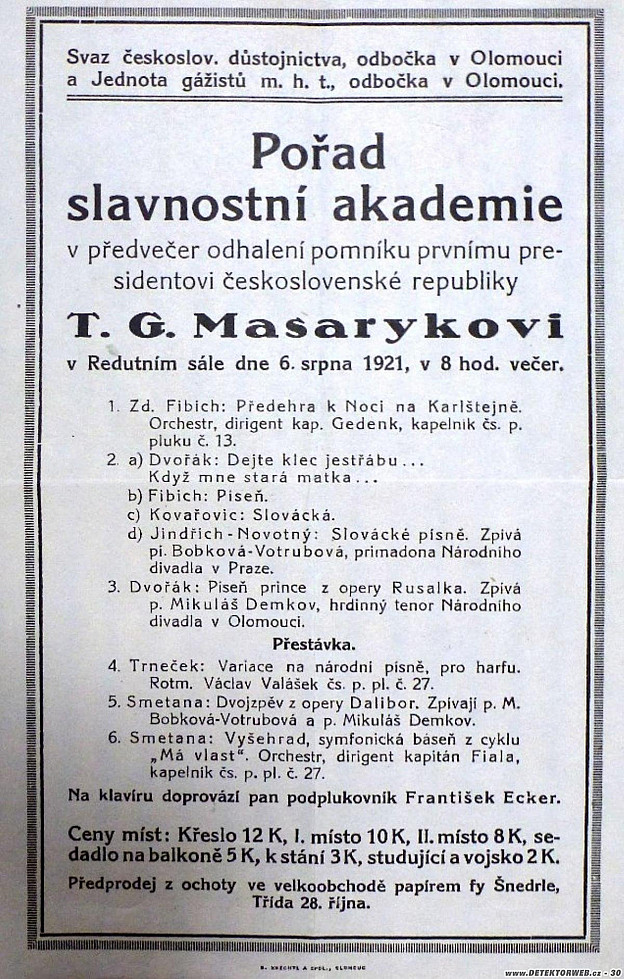 Svaz českoslov. důstojnictva, odbočka v Olomouci
a Jednota gážistů m. h. t., odbočka v Olomouci.
Pořad
slavnostní akademie
v předvečer odhalení pomníku prvnímu pre-
sidentovi československé republiky
T. G. Masarykovi
v Redutním sále dne 6. srpna 1921, v 8 hod. večer.
1. Zd. Fibich: Předehra k Noci na Karlštejně.
Orchestr, dirigent kap. Gedenk, kapelník čs. p.
pluku č. 13.
2. a) Dvořák: Dejte klec jestřábu...
Když mne stará matka...
b) Fibich: Píseň.
c) Kovařovic: Slovácká.
d) Jindřich-Novotný: Slovácké písně. Zpívá
pí. Bobková-Votrubová, primadona Národního
divadla v Praze.
3. Dvořák: Píseň prince z opery Rusalka. Zpívá
p. Mikuláš Demkov, hrdinný tenor Národního
divadla v Olomouci.
Přestávka.
4. Trneček: Variace na národní písně, pro harfu.
Rotm. Václav Valášek čs. p. pl. č. 27.
5. Smetana: Dvojzpěv z opery Dalibor. Zpívají p. M.
Bobková-Votrubová a p. Mikuláš Demkov.
6. Smetana: Vyšehrad, symfonická báseň z cyklu
„Má vlast“. Orchestr, dirigent kapitán Fiala,
kapelník čs. p. pl. č. 27.
Na klavíru doprovází pan podplukovník František Ecker.
Ceny míst: Křeslo 12 K, I. místo 10 K, II. místo 8 K, se-
dadlo na balkoně 5 K, k stání 3 K, studující a vojsko 2 K.
Předprodej z ochoty ve velkoobchodě papírem fy Šnedrle,
Třída 28. října.
& SPOL., OLOMOUC
www.DETEKTORWEB.cz - 30